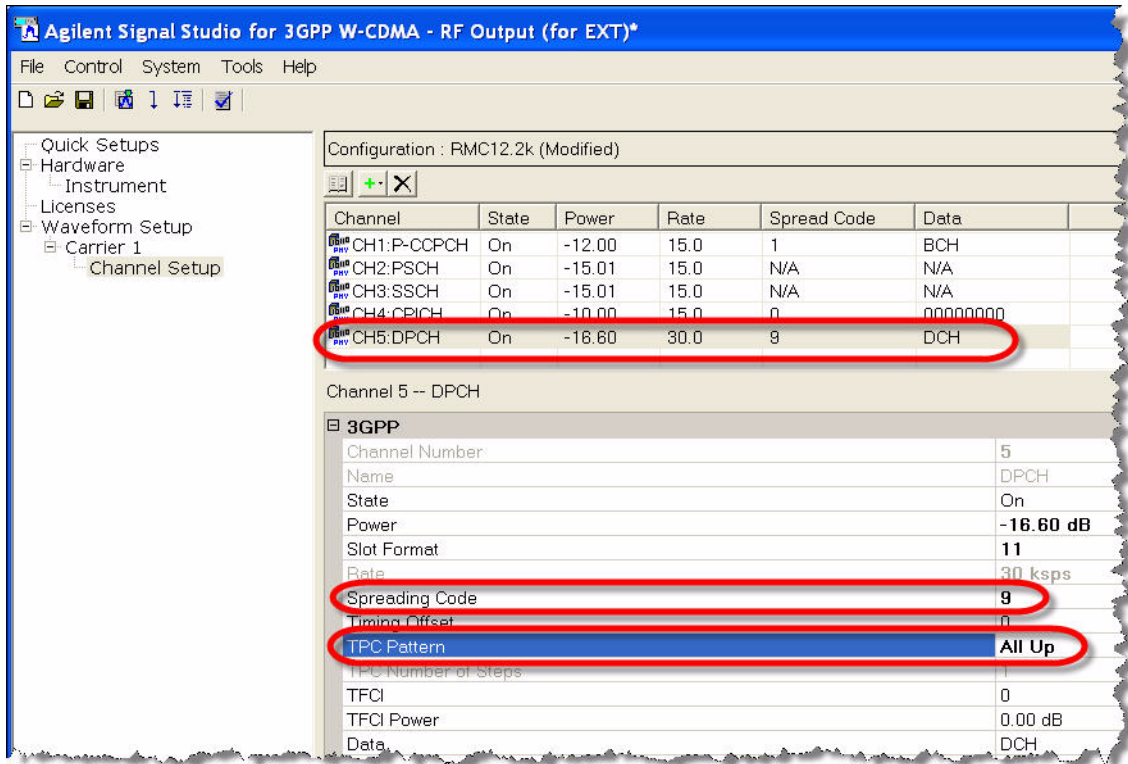 Agilent Signal Studio for 3GPP W-CDMA - RF Output (for EXT)*
File Control System Tools Help
Quick Setups
Hardware
Instrument
Licenses
Waveform Setup
Carrier 1
Channel Setup
Configuration : RMC12.2k (Modified)
Channel State Power Rate Spread Code Data
CH1:P-CCPCH On -12.00 15.0 1 BCH
CH2:PSCH On -15.01 15.0 N/A N/A
CH3:SSCH On -15.01 15.0 N/A N/A
CH4:CPICH On -10.00 15.0 0 00000000
CH5:DPCH On -16.60 30.0 9 DCH
Channel 5 -- DPCH
3GPP
Channel Number 5
Name DPCH
State On
Power -16.60 dB
Slot Format 11
Rate 30 ksps
Spreading Code 9
Timing Offset 0
TPC Pattern All Up
TPC Number of Steps 1
TFCI 0
TFCI Power 0.00 dB
Data DCH